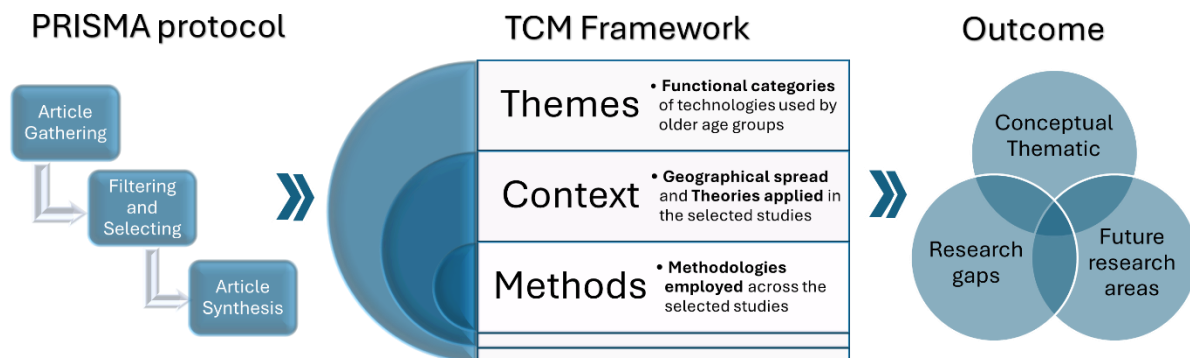 PRISMA protocol
Article
Gathering
Filtering
and
Selecting
Article
Synthesis
TCM Framework
Themes
• Functional categories
of technologies used by
older age groups
Context
• Geographical spread
and Theories applied in
the selected studies
Methods
• Methodologies
employed across the
selected studies
Outcome
Conceptual
Thematic
Research
gaps
Future
research
areas